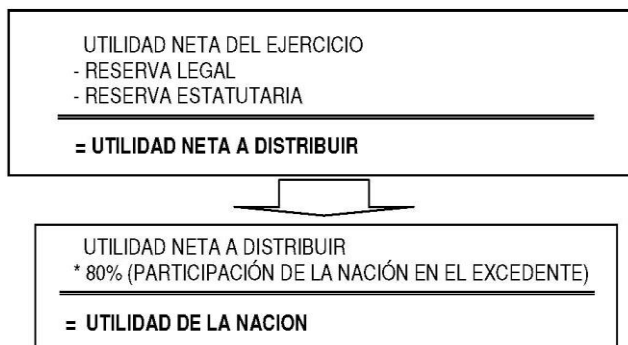 UTILIDAD NETA DEL EJERCICIO
- RESERVA LEGAL
- RESERVA ESTATUTARIA
= UTILIDAD NETA A DISTRIBUIR
UTILIDAD NETA A DISTRIBUIR
* 80% (PARTICIPACIÓN DE LA NACIÓN EN EL EXCEDENTE)
= UTILIDAD DE LA NACION